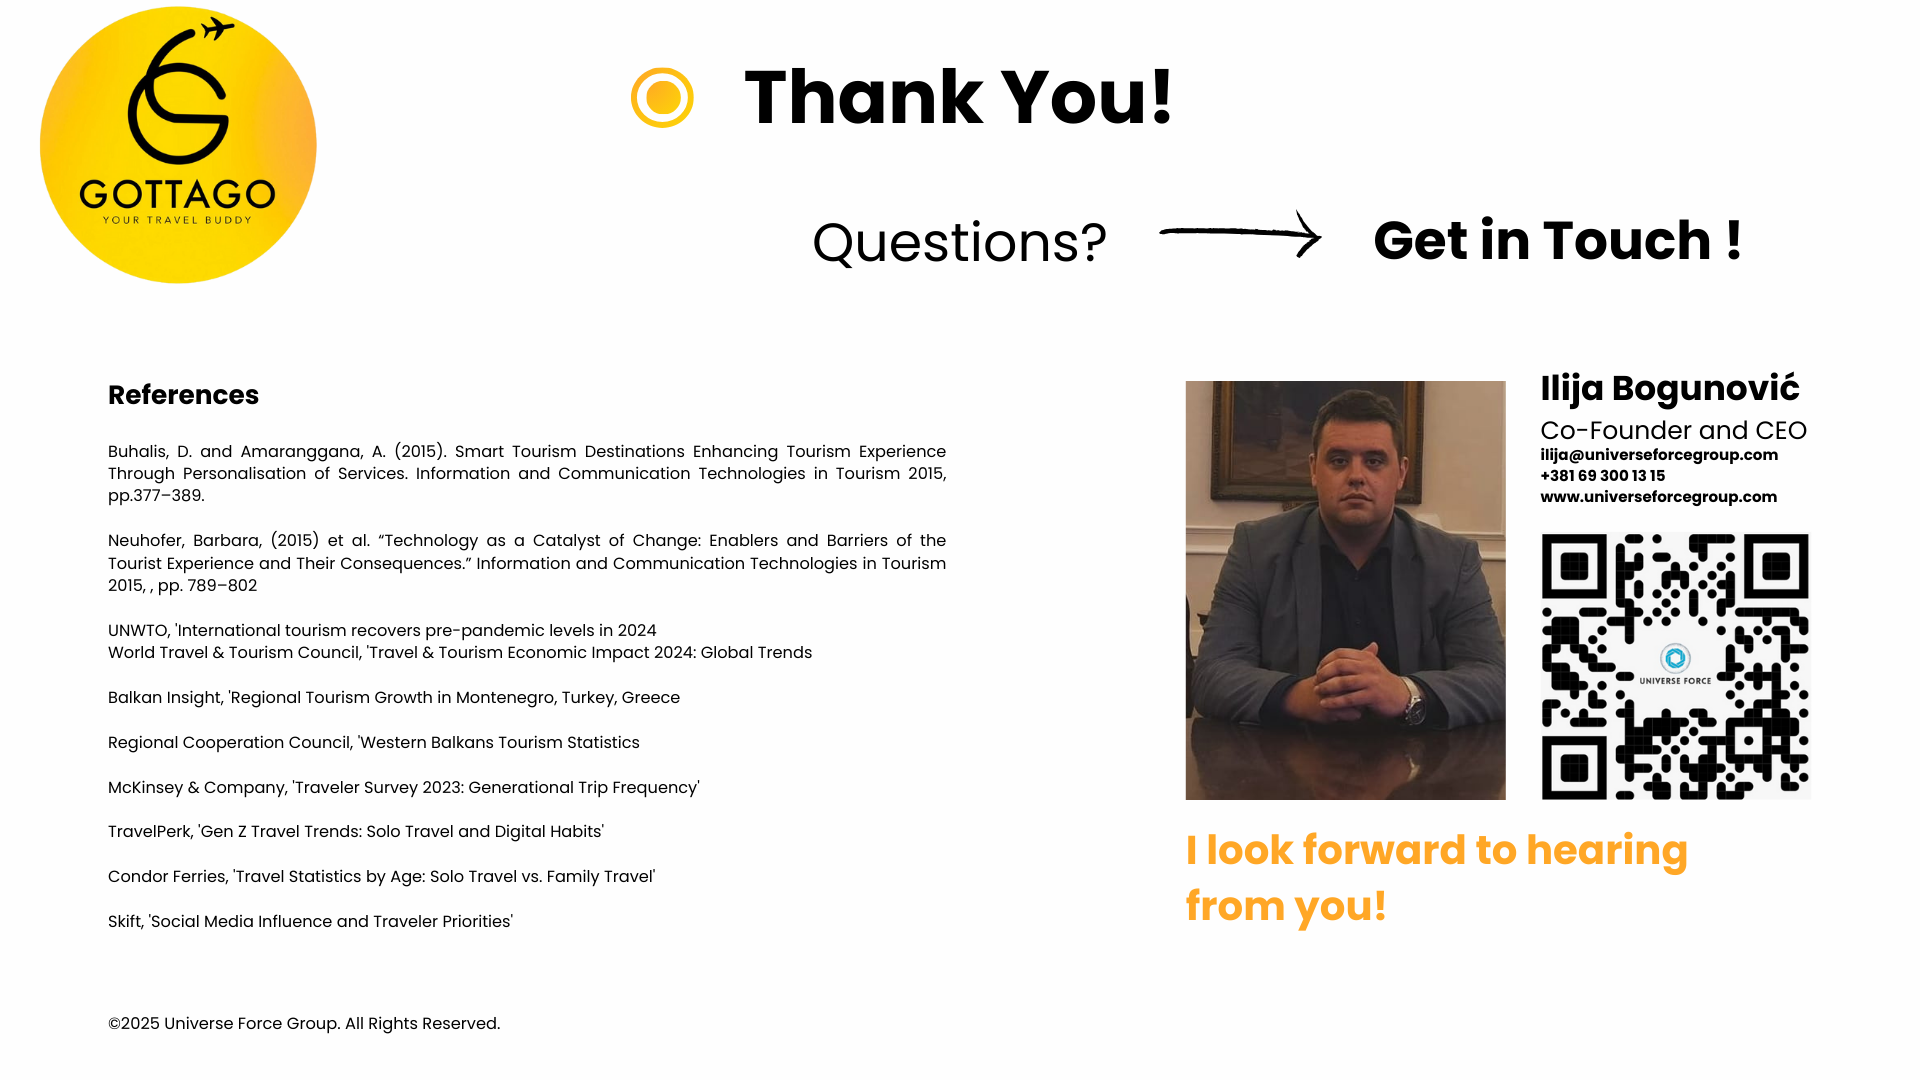 GOTTAGO
YOUR TRAVEL BUDDY
Thank You!
Questions?
Get in Touch !
References
Buhalis, D. and Amaranggana, A. (2015). Smart Tourism Destinations Enhancing Tourism Experience
Through Personalisation of Services. Information and Communication Technologies in Tourism 2015,
pp.377–389.
Neuhofer, Barbara, (2015) et al. “Technology as a Catalyst of Change: Enablers and Barriers of the
Tourist Experience and Their Consequences.” Information and Communication Technologies in Tourism
2015, , pp. 789–802
UNWTO, 'International tourism recovers pre-pandemic levels in 2024
World Travel & Tourism Council, 'Travel & Tourism Economic Impact 2024: Global Trends
Balkan Insight, 'Regional Tourism Growth in Montenegro, Turkey, Greece
Regional Cooperation Council, 'Western Balkans Tourism Statistics
McKinsey & Company, 'Traveler Survey 2023: Generational Trip Frequency'
TravelPerk, 'Gen Z Travel Trends: Solo Travel and Digital Habits'
Condor Ferries, 'Travel Statistics by Age: Solo Travel vs. Family Travel'
Skift, 'Social Media Influence and Traveler Priorities'
©2025 Universe Force Group. All Rights Reserved.
Ilija Bogunović
Co-Founder and CEO
ilija@universeforcegroup.com
+381 69 300 13 15
www.universeforcegroup.com
UNIVERSE FORCE
I look forward to hearing
from you!